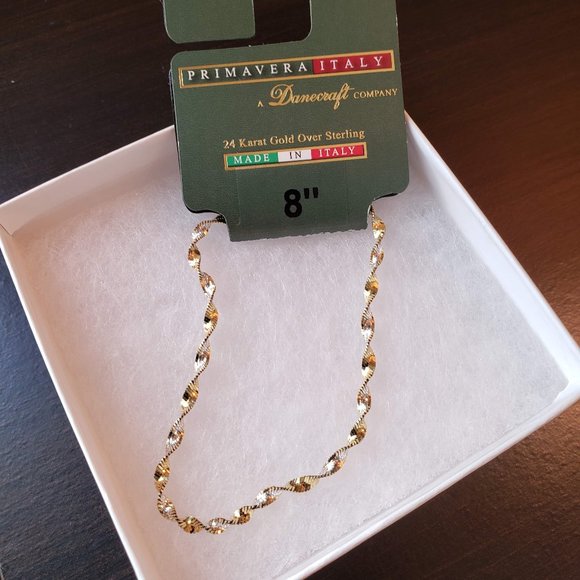 PRIMAVERA ITALY
A Danecraft COMPANY
24 Karat Gold Over Sterling
MADE IN ITALY
8"